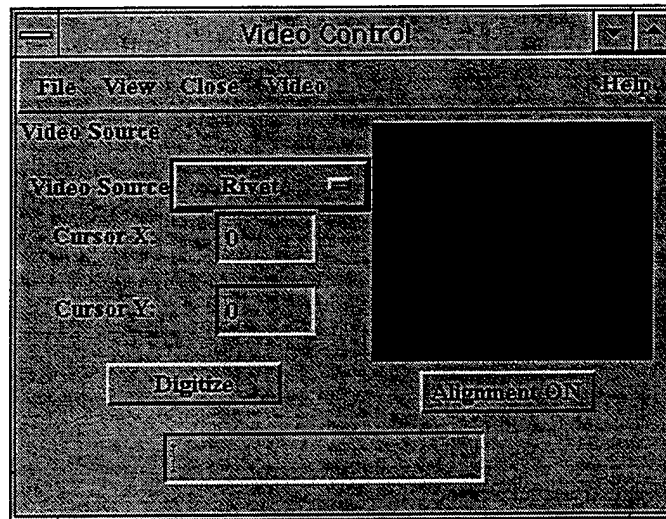 Video Control
File View Close Video Help
Video Source
Video Source Rivet
Cursor X: 0
Cursor Y: 0
Digitize
Alignment ON